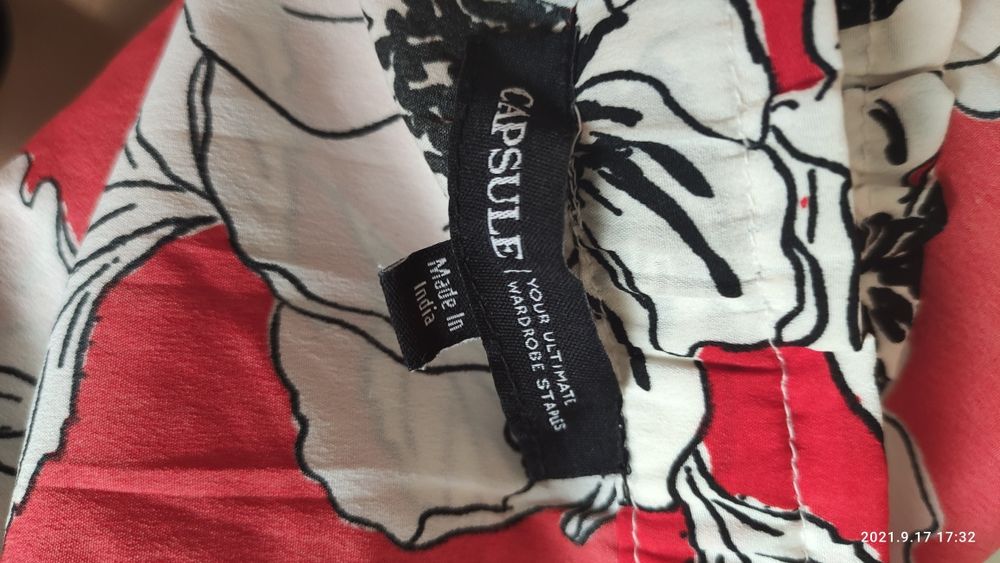 CAPSULE
YOUR ULTIMATE
WARDROBE STAPLES
Made In
India
2021.9.17 17:32